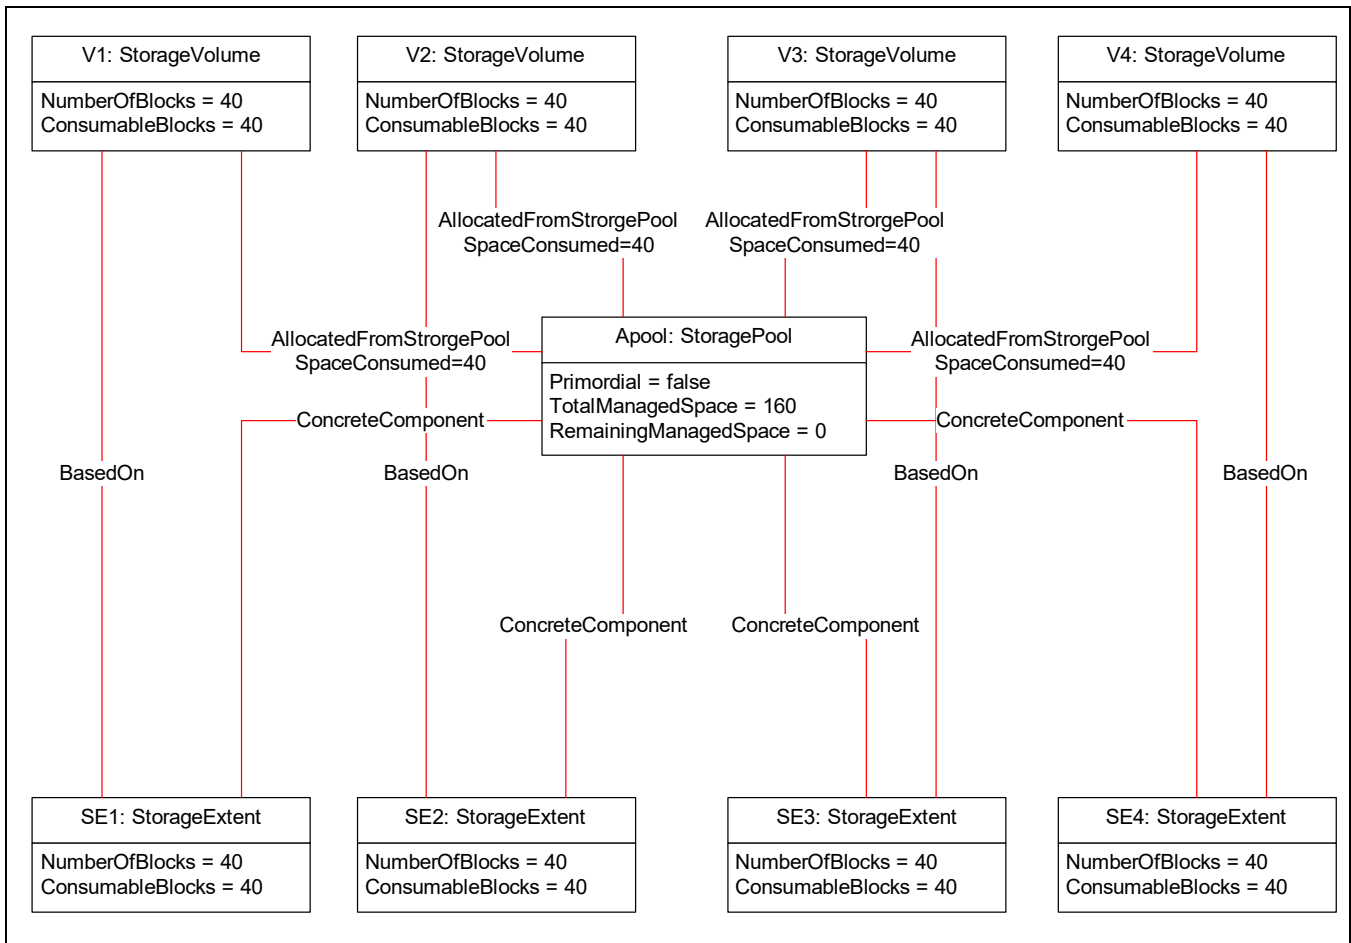 V1: StorageVolume
NumberOfBlocks = 40
ConsumableBlocks = 40
V2: StorageVolume
NumberOfBlocks = 40
ConsumableBlocks = 40
V3: StorageVolume
NumberOfBlocks = 40
ConsumableBlocks = 40
V4: StorageVolume
NumberOfBlocks = 40
ConsumableBlocks = 40
AllocatedFromStrorgePool
SpaceConsumed=40
AllocatedFromStrorgePool
SpaceConsumed=40
AllocatedFromStrorgePool
SpaceConsumed=40
Apool: StoragePool
Primordial = false
TotalManagedSpace = 160
RemainingManagedSpace = 0
AllocatedFromStrorgePool
SpaceConsumed=40
ConcreteComponent
ConcreteComponent
BasedOn
BasedOn
BasedOn
BasedOn
ConcreteComponent
ConcreteComponent
SE1: StorageExtent
NumberOfBlocks = 40
ConsumableBlocks = 40
SE2: StorageExtent
NumberOfBlocks = 40
ConsumableBlocks = 40
SE3: StorageExtent
NumberOfBlocks = 40
ConsumableBlocks = 40
SE4: StorageExtent
NumberOfBlocks = 40
ConsumableBlocks = 40